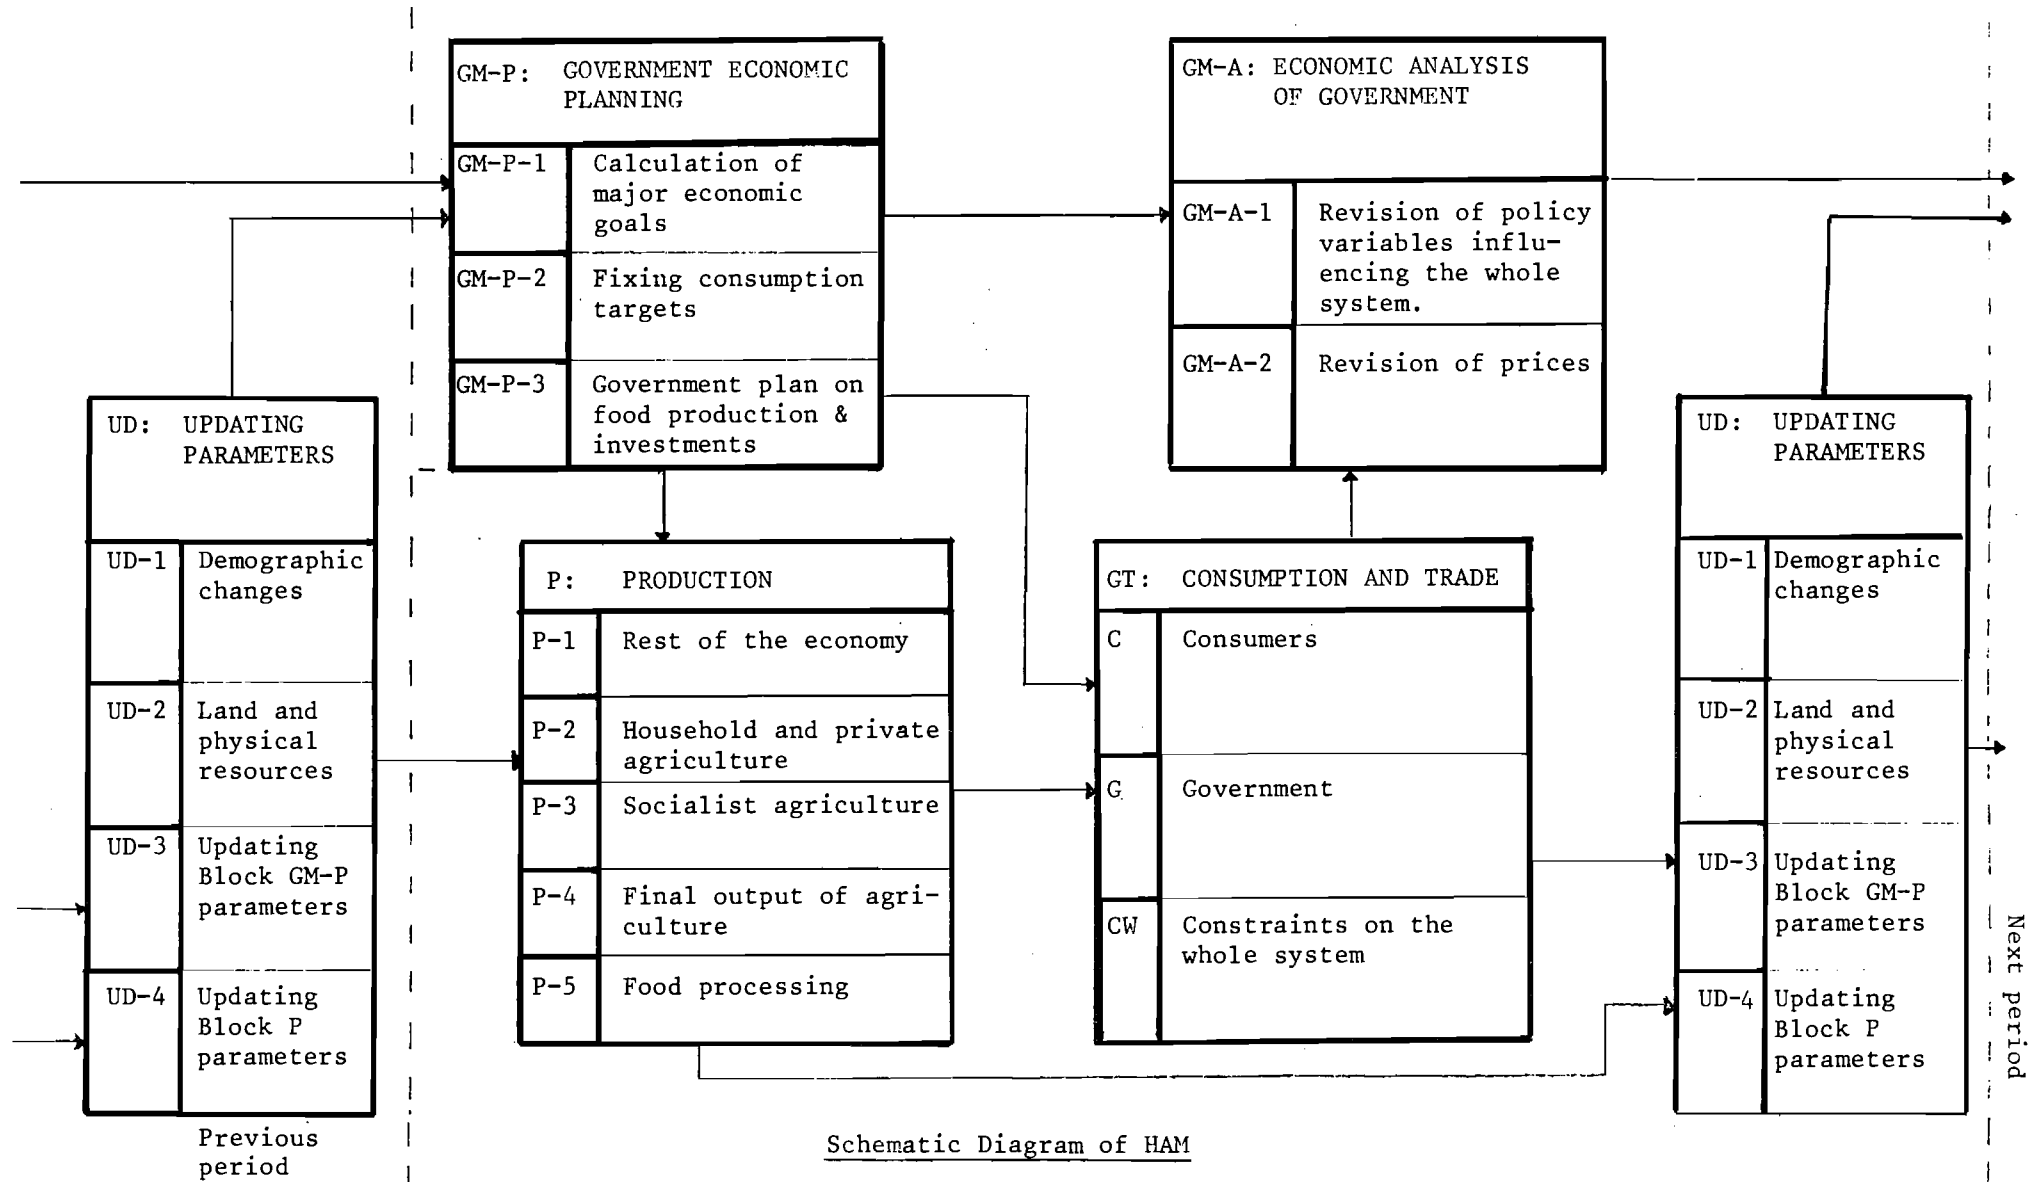 GM-P: GOVERNMENT ECONOMIC
PLANNING
GM-P-1 Calculation of
major economic
goals
GM-P-2 Fixing consumption
targets
GM-P-3 Government plan on
food production &
investments
GM-A: ECONOMIC ANALYSIS
OF GOVERNMENT
GM-A-1 Revision of policy
variables influ-
encing the whole
system.
GM-A-2 Revision of prices
UD: UPDATING
PARAMETERS
UD-1 Demographic
changes
UD-2 Land and
physical
resources
UD-3 Updating
Block GM-P
parameters
UD-4 Updating
Block P
parameters
Previous
period
P: PRODUCTION
P-1 Rest of the economy
P-2 Household and private
agriculture
P-3 Socialist agriculture
P-4 Final output of agri-
culture
P-5 Food processing
GT: CONSUMPTION AND TRADE
C Consumers
G Government
CW Constraints on the
whole system
UD: UPDATING
PARAMETERS
UD-1 Demographic
changes
UD-2 Land and
physical
resources
UD-3 Updating
Block GM-P
parameters
UD-4 Updating
Block P
parameters
Next period
Schematic Diagram of HAM